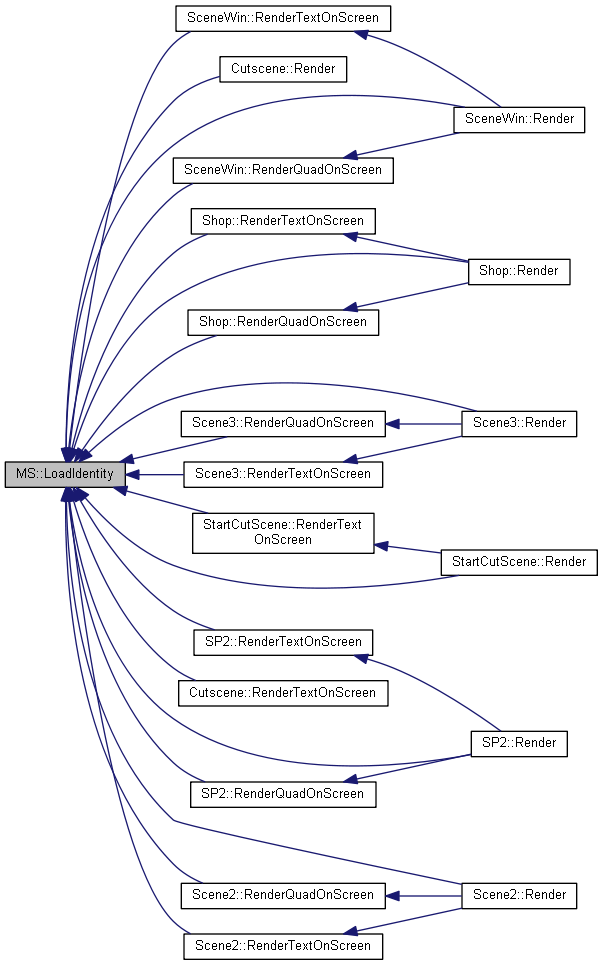 SceneWin::RenderTextOnScreen
Cutscene::Render
SceneWin::Render
SceneWin::RenderQuadOnScreen
Shop::RenderTextOnScreen
Shop::Render
Shop::RenderQuadOnScreen
Scene3::RenderQuadOnScreen
Scene3::Render
MS::LoadIdentity
Scene3::RenderTextOnScreen
StartCutScene::RenderText
OnScreen
StartCutScene::Render
SP2::RenderTextOnScreen
Cutscene::RenderTextOnScreen
SP2::Render
SP2::RenderQuadOnScreen
Scene2::RenderQuadOnScreen
Scene2::Render
Scene2::RenderTextOnScreen